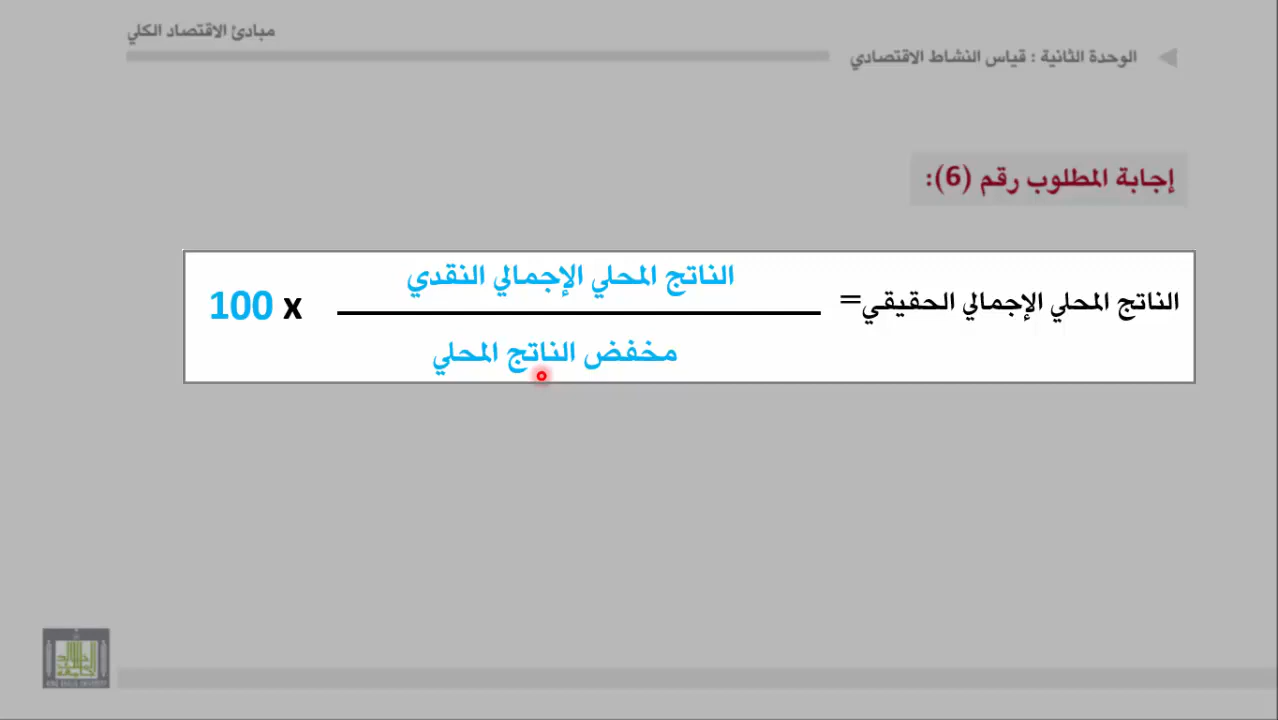 مبادئ الاقتصاد الكلي
الوحدة الثانية : قياس النشاط الاقتصادي
إجابة المطلوب رقم (6):
الناتج المحلي الإجمالي النقدي
الناتج المحلي الإجمالي الحقيقي= x 100
مخفض الناتج المحلي